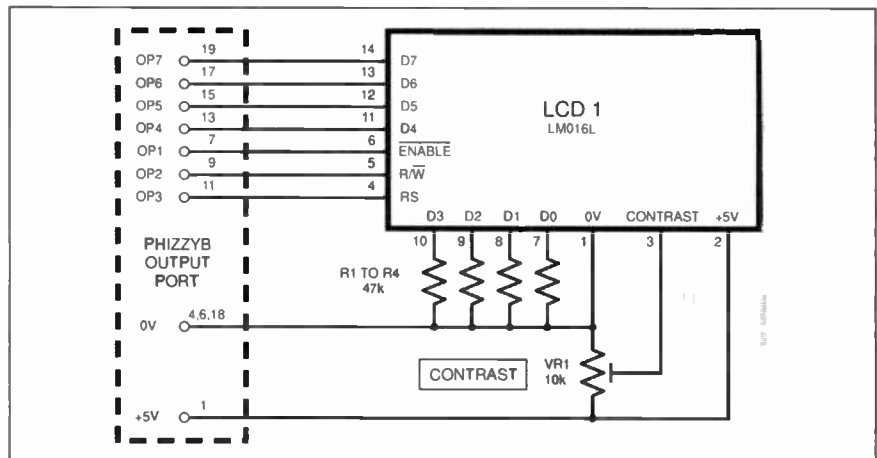 OP7 19 14 D7
OP6 17 13 D6
OP5 15 12 D5
OP4 13 11 D4
OP1 7 6 ENABLE
OP2 9 5 R/W
OP3 11 4 RS
LCD 1
LM016L
D3 D2 D1 D0 0V CONTRAST +5V
10 9 8 7 1 3 2
PHIZZYB
OUTPUT
PORT
R1 TO R4
47k
0V 4,6,18
CONTRAST
VR1
10k
+5V 1